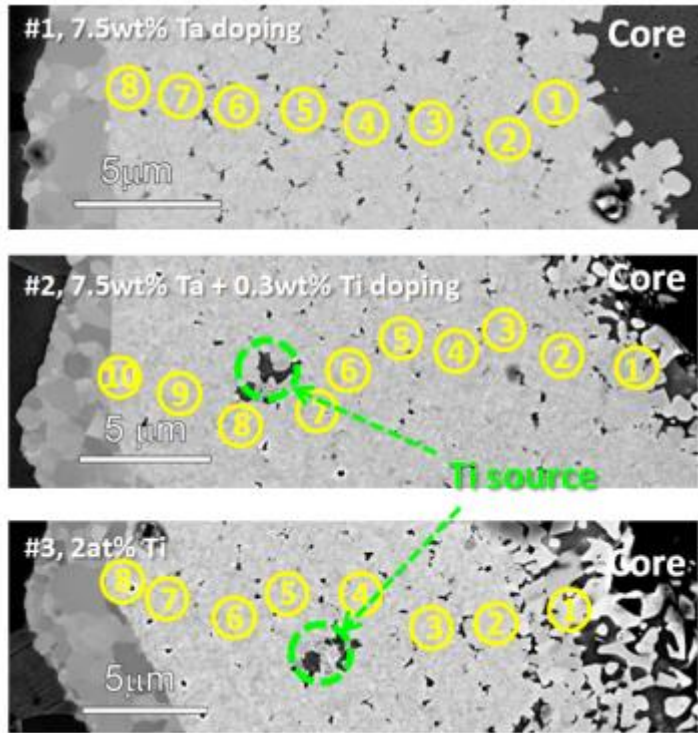 #1, 7.5wt% Ta doping
Core
8 7 6 5 4 3 2 1
5μm
#2, 7.5wt% Ta + 0.3wt% Ti doping
Core
10 9 8 7 6 5 4 3 2 1
5 μm
Ti source
#3, 2at% Ti
Core
8 7 6 5 4 3 2 1
5μm